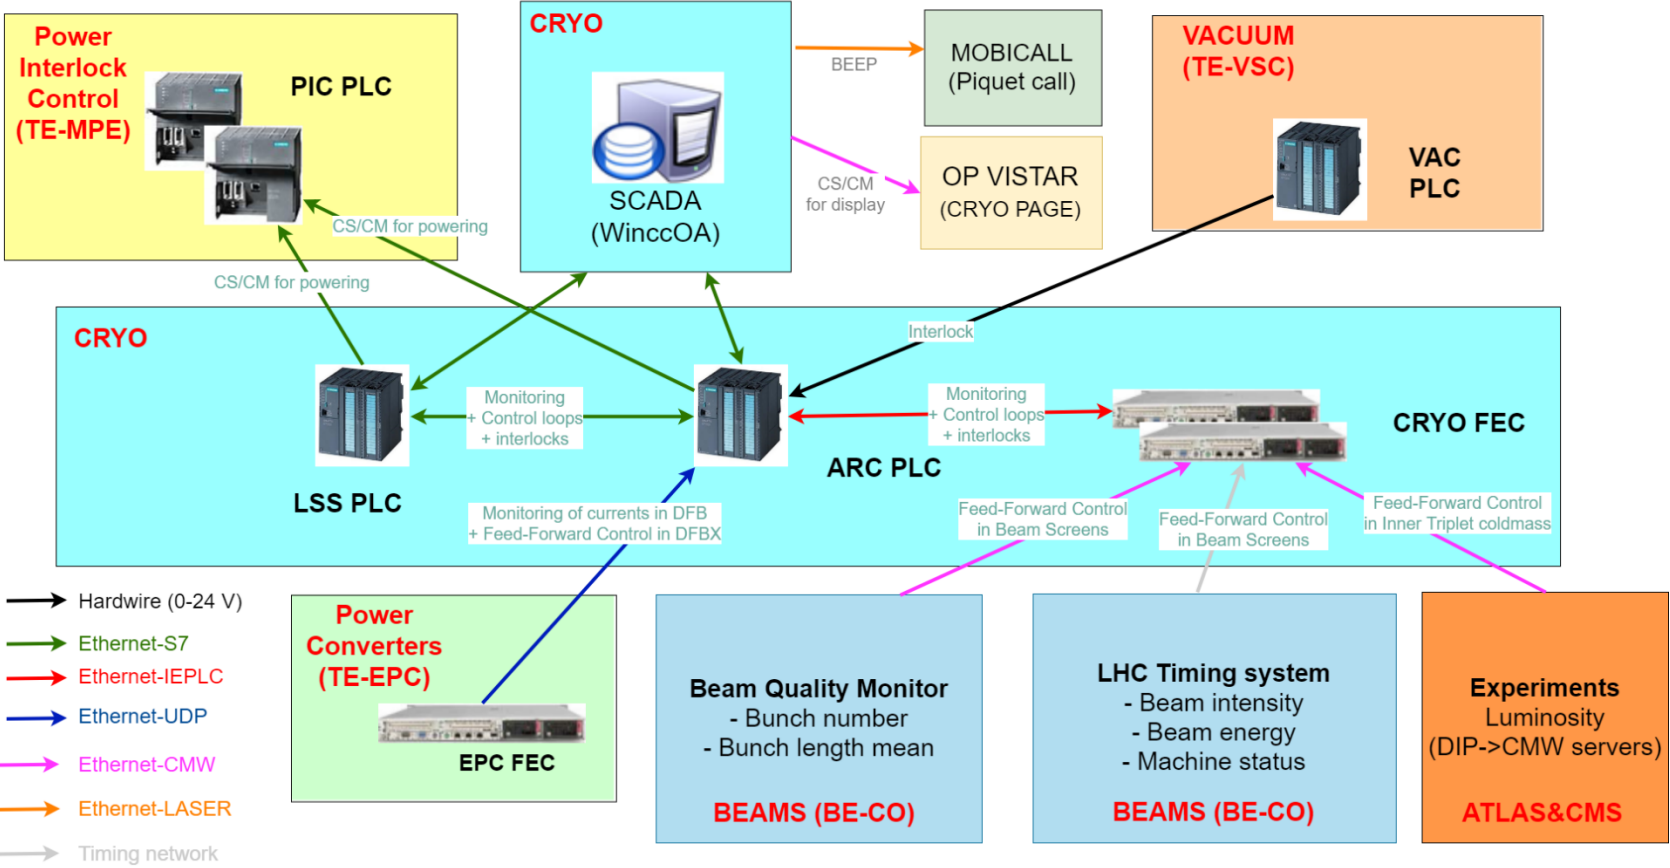 Power
Interlock
Control
(TE-MPE)
PIC PLC
CRYO
SCADA
(WinccOA)
BEEP
MOBICALL
(Piquet call)
CS/CM
for display
OP VISTAR
(CRYO PAGE)
VACUUM
(TE-VSC)
VAC
PLC
CS/CM for powering
CS/CM for powering
Interlock
CRYO
Monitoring
+ Control loops
+ interlocks
Monitoring
+ Control loops
+ interlocks
CRYO FEC
ARC PLC
LSS PLC
Monitoring of currents in DFB
+ Feed-Forward Control in DFBX
Feed-Forward Control
in Beam Screens
Feed-Forward Control
in Beam Screens
Feed-Forward Control
in Inner Triplet coldmass
Hardwire (0-24 V)
Ethernet-S7
Ethernet-IEPLC
Ethernet-UDP
Ethernet-CMW
Ethernet-LASER
Timing network
Power
Converters
(TE-EPC)
EPC FEC
Beam Quality Monitor
- Bunch number
- Bunch length mean
BEAMS (BE-CO)
LHC Timing system
- Beam intensity
- Beam energy
- Machine status
BEAMS (BE-CO)
Experiments
Luminosity
(DIP->CMW servers)
ATLAS&CMS